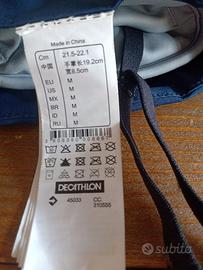 Made in China
Cm 21.5-22.1
中国 手掌长19.2cm
宽8.5cm
EU M
US M
MX M
BR M
ID M
RU M
DECATHLON
45033 CC
310555
subito